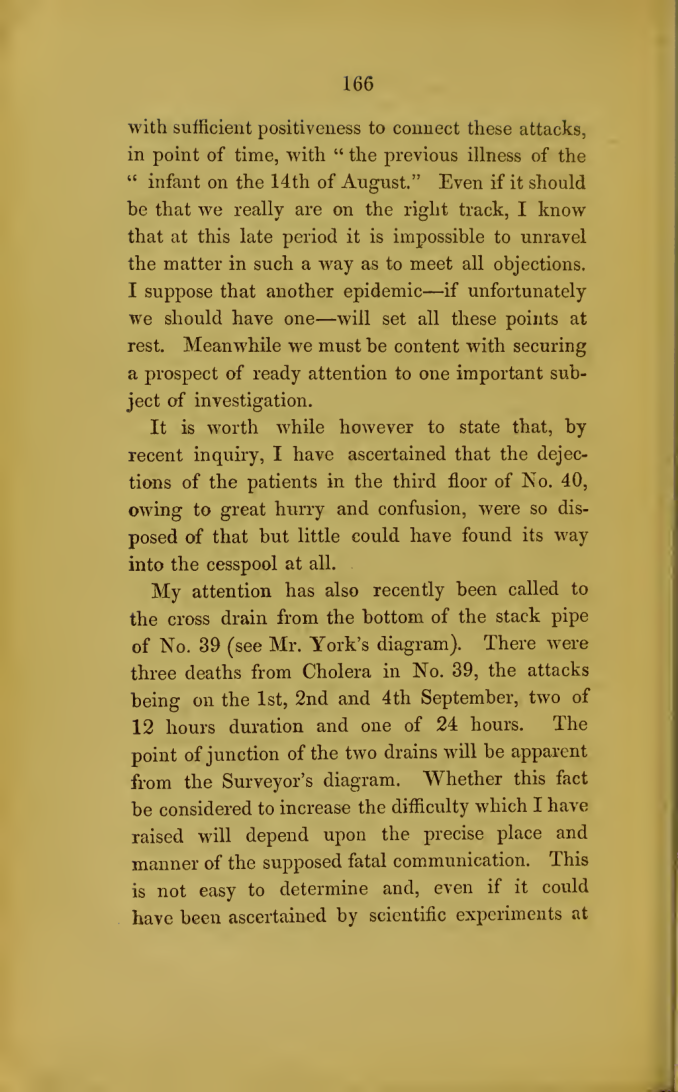 166
with sufficient positiveness to connect these attacks,
in point of time, with “ the previous illness of the
“ infant on the 14th of August.” Even if it should
be that we really are on the right track, I know
that at this late period it is impossible to unravel
the matter in such a way as to meet all objections.
I suppose that another epidemic—if unfortunately
we should have one—will set all these points at
rest. Meanwhile we must be content with securing
a prospect of ready attention to one important sub-
ject of investigation.
It is worth while however to state that, by
recent inquiry, I have ascertained that the dejec-
tions of the patients in the third floor of No. 40,
owing to great hurry and confusion, were so dis-
posed of that but little could have found its way
into the cesspool at all.
My attention has also recently been called to
the cross drain from the bottom of the stack pipe
of No. 39 (see Mr. York’s diagram). There were
three deaths from Cholera in No. 39, the attacks
being on the 1st, 2nd and 4th September, two of
12 hours duration and one of 24 hours. The
point of junction of the two drains will be apparent
from the Surveyor’s diagram. Whether this fact
be considered to increase the difficulty which I have
raised will depend upon the precise place and
manner of the supposed fatal communication. This
is not easy to determine and, even if it could
have been ascertained by scientific experiments at